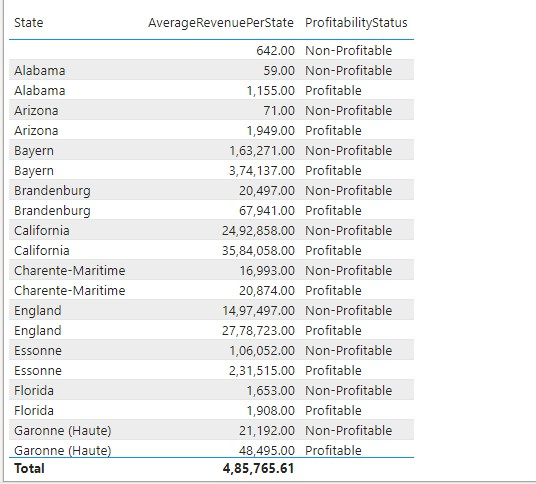 State AverageRevenuePerState ProfitabilityStatus
642.00 Non-Profitable
Alabama 59.00 Non-Profitable
Alabama 1,155.00 Profitable
Arizona 71.00 Non-Profitable
Arizona 1,949.00 Profitable
Bayern 1,63,271.00 Non-Profitable
Bayern 3,74,137.00 Profitable
Brandenburg 20,497.00 Non-Profitable
Brandenburg 67,941.00 Profitable
California 24,92,858.00 Non-Profitable
California 35,84,058.00 Profitable
Charente-Maritime 16,993.00 Non-Profitable
Charente-Maritime 20,874.00 Profitable
England 14,97,497.00 Non-Profitable
England 27,78,723.00 Profitable
Essonne 1,06,052.00 Non-Profitable
Essonne 2,31,515.00 Profitable
Florida 1,653.00 Non-Profitable
Florida 1,908.00 Profitable
Garonne (Haute) 21,192.00 Non-Profitable
Garonne (Haute) 48,495.00 Profitable
Total 4,85,765.61